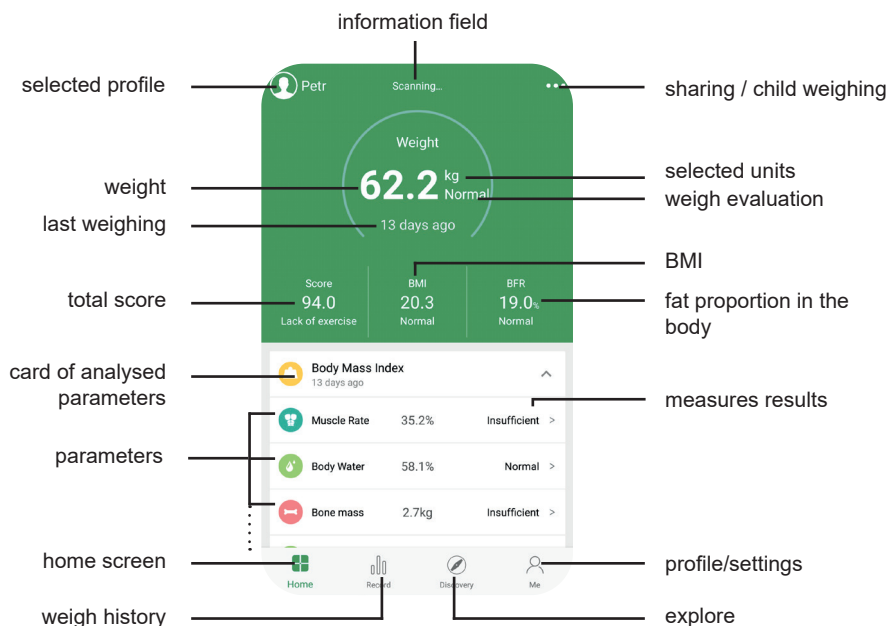 information field
selected profile
Petr
Scanning...
sharing / child weighing
Weight
weight
62.2
kg
Normal
selected units
weigh evaluation
last weighing
13 days ago
BMI
total score
Score
94.0
Lack of exercise
BMI
20.3
Normal
BFR
19.0%
Normal
fat proportion in the
body
card of analysed
parameters
Body Mass Index
13 days ago
measures results
parameters
Muscle Rate 35.2% Insufficient >
Body Water 58.1% Normal >
Bone mass 2.7kg Insufficient >
home screen
Home
Record
Discovery
Me
profile/settings
weigh history
explore